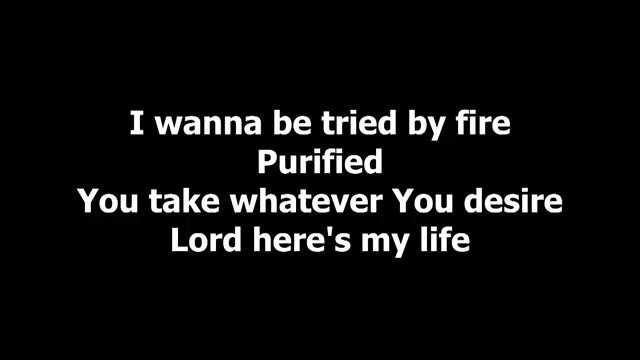 I wanna be tried by fire
Purified
You take whatever You desire
Lord here's my life